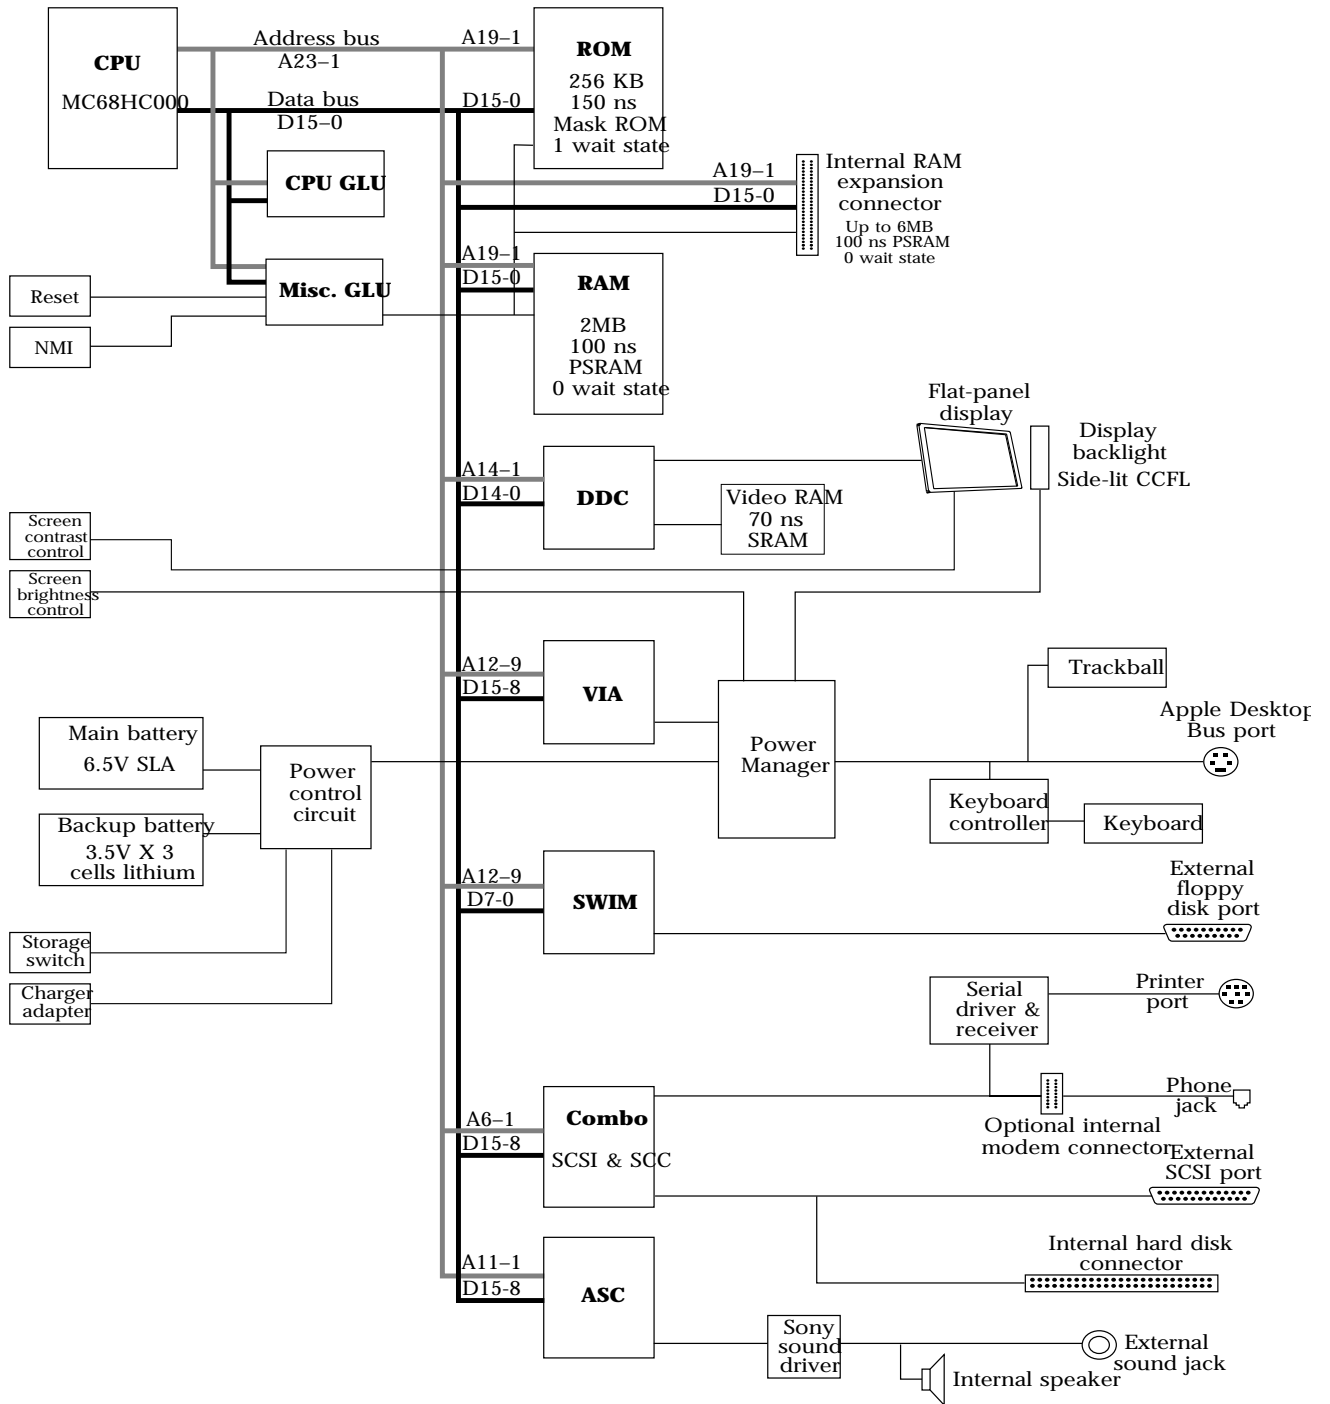 CPU
MC68HC000
Address bus
A23–1
Data bus
D15–0
A19–1
D15-0
ROM
256 KB
150 ns
Mask ROM
1 wait state
CPU GLU
A19–1
D15-0
Internal RAM
expansion
connector
Up to 6MB
100 ns PSRAM
0 wait state
Misc. GLU
Reset
NMI
A19–1
D15-0
RAM
2MB
100 ns
PSRAM
0 wait state
Flat-panel
display
Display
backlight
Side-lit CCFL
A14–1
D14-0
DDC
Video RAM
70 ns
SRAM
Screen
contrast
control
Screen
brightness
control
A12–9
D15-8
VIA
Trackball
Apple Desktop
Bus port
Main battery
6.5V SLA
Power
control
circuit
Power
Manager
Backup battery
3.5V X 3
cells lithium
Keyboard
controller
Keyboard
A12–9
D7-0
SWIM
External
floppy
disk port
Storage
switch
Charger
adapter
Serial
driver &
receiver
Printer
port
Phone
jack
A6–1
D15-8
Combo
SCSI & SCC
Optional internal
modem connector
External
SCSI port
Internal hard disk
connector
A11–1
D15-8
ASC
Sony
sound
driver
External
sound jack
Internal speaker